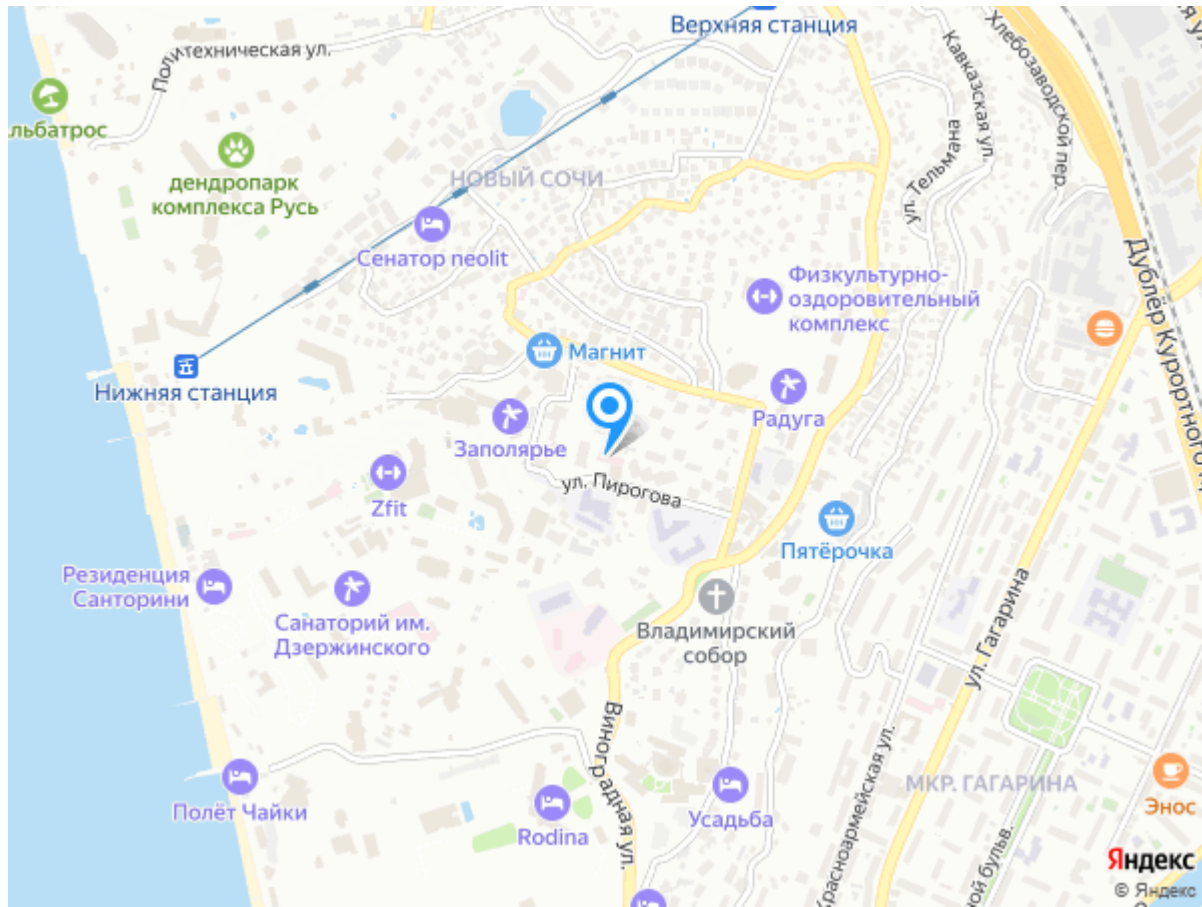 Верхняя станция
Политехническая ул.
Хлебозаводской пер.
Кавказская ул.
льбатрос
дендропарк
комплекса Русь
НОВЫЙ СОЧИ
ул. Тельмана
Сенатор neolit
Физкультурно-
оздоровительный
комплекс
Дублёр Курортного
Магнит
Нижняя станция
Радуга
Заполярье
ул. Пирогова
Zfit
Пятёрочка
Резиденция
Санторини
Санаторий им.
Дзержинского
Владимирский
собор
ул. Гагарина
Виноградная ул.
Красноармейская ул.
МКР. ГАГАРИНА
Полёт Чайки
Усадьба
Энос
Rodina
ной бульв.
Яндекс
© Яндекс